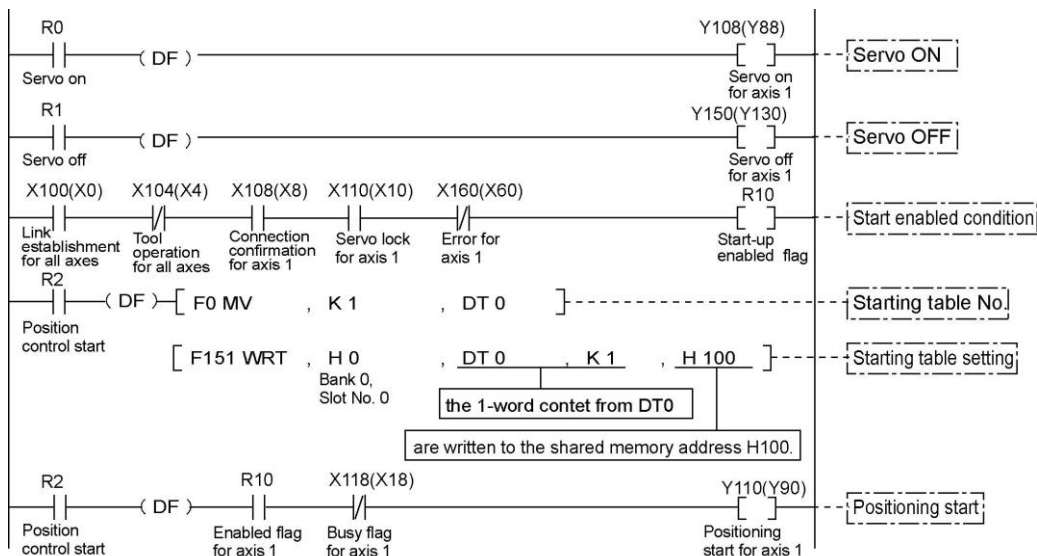 R0
Y108(Y88)
( DF )
Servo ON
Servo on
Servo on
for axis 1
R1
Y150(Y130)
( DF )
Servo OFF
Servo off
Servo off
for axis 1
X100(X0) X104(X4) X108(X8) X110(X10) X160(X60) R10
Start enabled condition
Link
establishment
for all axes
Tool
operation
for all axes
Connection
confirmation
for axis 1
Servo lock
for axis 1
Error for
axis 1
Start-up
enabled flag
R2
( DF ) [ F0 MV , K 1 , DT 0 ]
Starting table No.
Position
control start
[ F151 WRT , H 0 , DT 0 , K 1 , H 100 ]
Starting table setting
Bank 0,
Slot No. 0
the 1-word contet from DT0
are written to the shared memory address H100.
R2 R10 X118(X18) Y110(Y90)
( DF )
Positioning start
Position
control start
Enabled flag
for axis 1
Busy flag
for axis 1
Positioning
start for axis 1